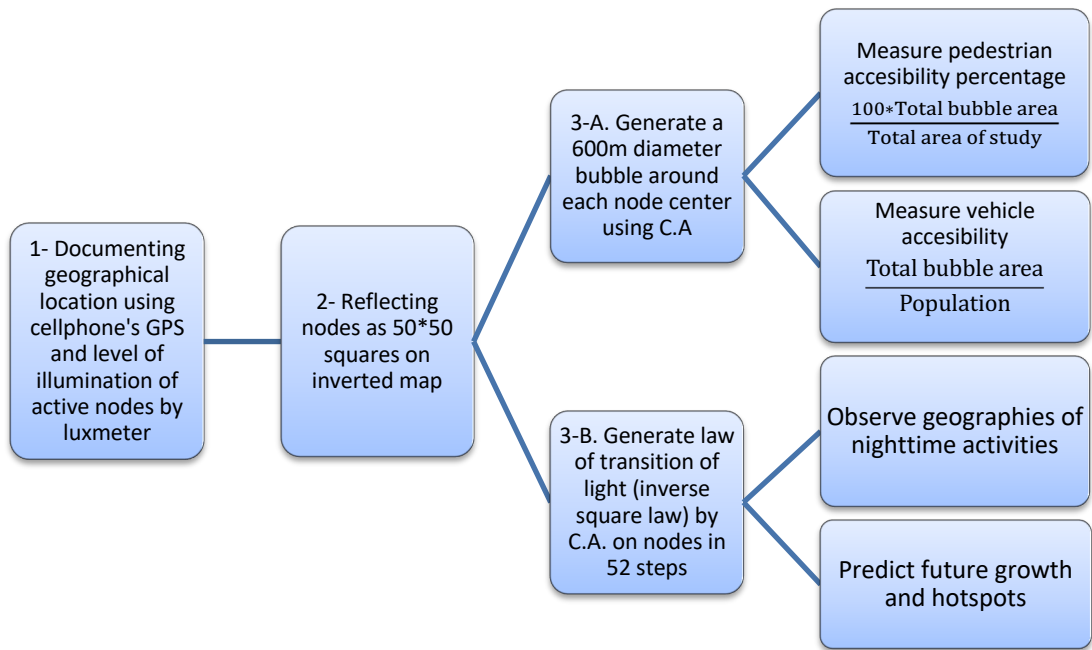 1- Documenting
geographical
location using
cellphone's GPS
and level of
illumination of
active nodes by
luxmeter
2- Reflecting
nodes as 50*50
squares on
inverted map
3-A. Generate a
600m diameter
bubble around
each node center
using C.A
Measure pedestrian
accesibility percentage
100*Total bubble area
Total area of study
Measure vehicle
accesibility
Total bubble area
Population
3-B. Generate law
of transition of
light (inverse
square law) by
C.A. on nodes in
52 steps
Observe geographies of
nighttime activities
Predict future growth
and hotspots